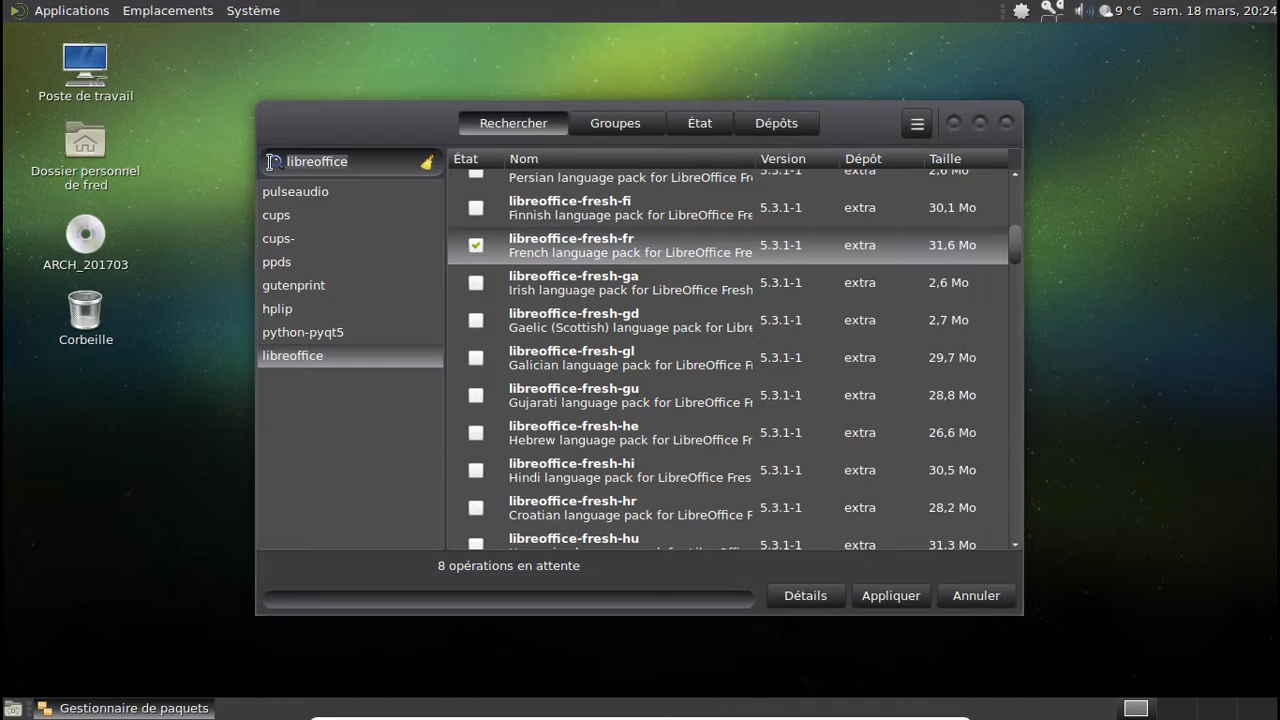 Applications Emplacements Système
9 °C sam. 18 mars, 20:24
Poste de travail
Dossier personnel
de fred
ARCH_201703
Corbeille
Rechercher Groupes État Dépôts
libreoffice
pulseaudio
cups
cups-
ppds
gutenprint
hplip
python-pyqt5
libreoffice
État Nom Version Dépôt Taille
Persian language pack for LibreOffice Fr 5.3.1-1 extra 2,6 Mo
libreoffice-fresh-fi
Finnish language pack for LibreOffice Fre 5.3.1-1 extra 30,1 Mo
libreoffice-fresh-fr
French language pack for LibreOffice Fre 5.3.1-1 extra 31,6 Mo
libreoffice-fresh-ga
Irish language pack for LibreOffice Fresh 5.3.1-1 extra 2,6 Mo
libreoffice-fresh-gd
Gaelic (Scottish) language pack for Libre 5.3.1-1 extra 2,7 Mo
libreoffice-fresh-gl
Galician language pack for LibreOffice Fr 5.3.1-1 extra 29,7 Mo
libreoffice-fresh-gu
Gujarati language pack for LibreOffice Fr 5.3.1-1 extra 28,8 Mo
libreoffice-fresh-he
Hebrew language pack for LibreOffice Fr 5.3.1-1 extra 26,6 Mo
libreoffice-fresh-hi
Hindi language pack for LibreOffice Fres 5.3.1-1 extra 30,5 Mo
libreoffice-fresh-hr
Croatian language pack for LibreOffice F 5.3.1-1 extra 28,2 Mo
libreoffice-fresh-hu 5.3.1-1 extra 31,3 Mo
8 opérations en attente
Détails Appliquer Annuler
Gestionnaire de paquets